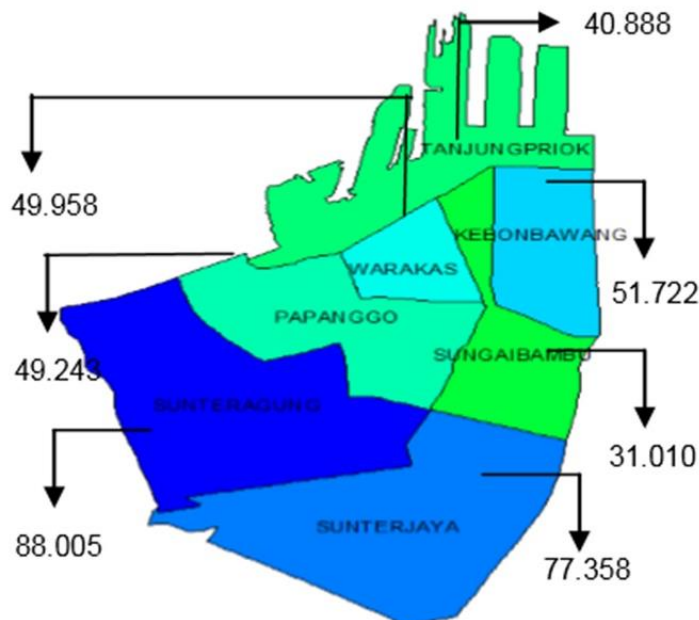 40.888
TANJUNGPRIOK
49.958
KEBONBAWANG
WARAKAS
51.722
PAPANGGO
49.243
SUNGAIBAMBU
SUNTERAGUNG
31.010
88.005
SUNTERJAYA
77.358